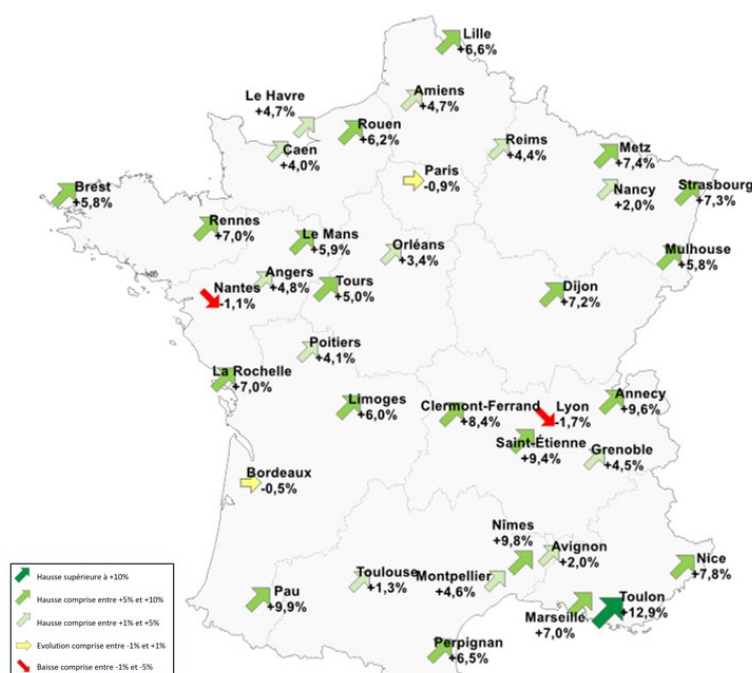 Lille
+6,6%
Le Havre
+4,7%
Amiens
+4,7%
Rouen
+6,2%
Caen
+4,0%
Reims
+4,4%
Metz
+7,4%
Paris
-0,9%
Nancy
+2,0%
Strasbourg
+7,3%
Brest
+5,8%
Rennes
+7,0%
Le Mans
+5,9%
Orléans
+3,4%
Mulhouse
+5,8%
Nantes
-1,1%
Angers
+4,8%
Tours
+5,0%
Dijon
+7,2%
Poitiers
+4,1%
La Rochelle
+7,0%
Limoges
+6,0%
Clermont-Ferrand
+8,4%
Lyon
-1,7%
Annecy
+9,6%
Saint-Étienne
+9,4%
Grenoble
+4,5%
Bordeaux
-0,5%
Nîmes
+9,8%
Avignon
+2,0%
Toulouse
+1,3%
Montpellier
+4,6%
Nice
+7,8%
Pau
+9,9%
Marseille
+7,0%
Toulon
+12,9%
Perpignan
+6,5%
Hausse supérieure à +10%
Hausse comprise entre +5% et +10%
Hausse comprise entre +1% et +5%
Evolution comprise entre -1% et +1%
Baisse comprise entre -1% et -5%